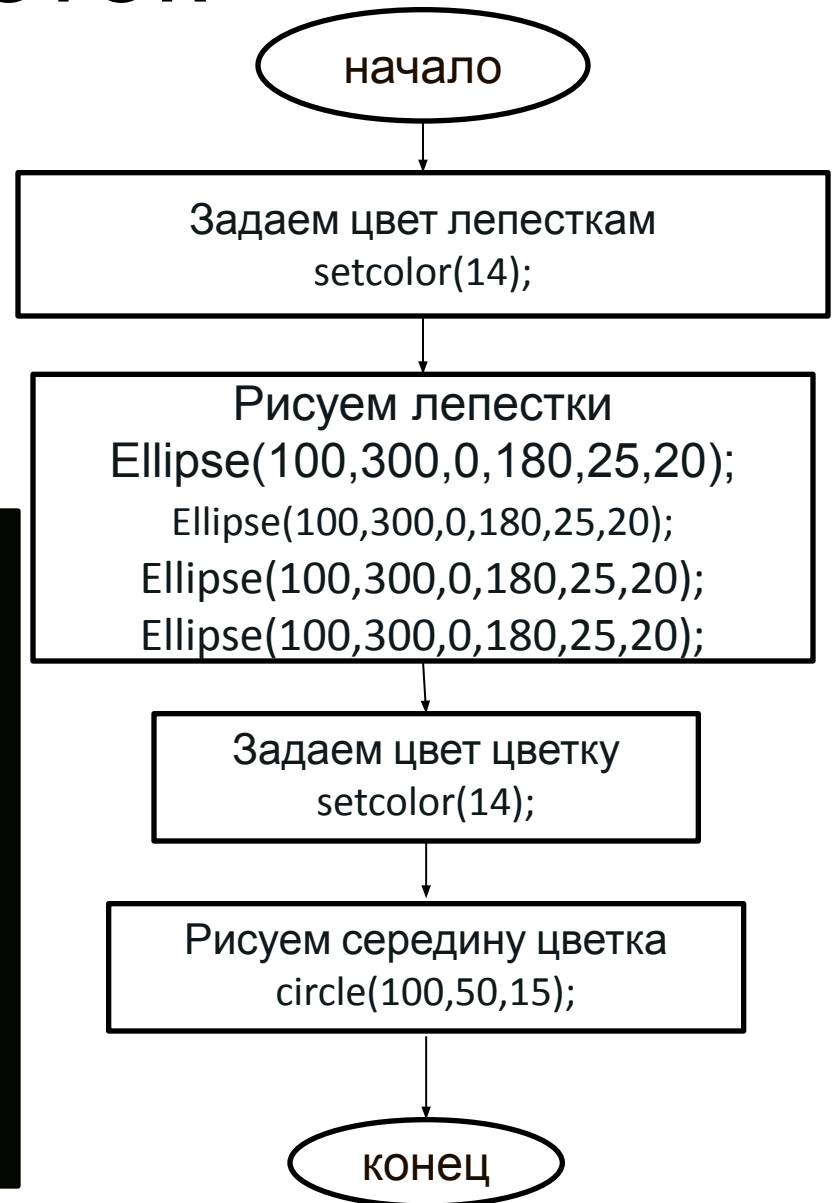 начало
Задаем цвет лепесткам
setcolor(14);
Рисуем лепестки
Ellipse(100,300,0,180,25,20);
Ellipse(100,300,0,180,25,20);
Ellipse(100,300,0,180,25,20);
Ellipse(100,300,0,180,25,20);
Задаем цвет цветку
setcolor(14);
Рисуем середину цветка
circle(100,50,15);
конец